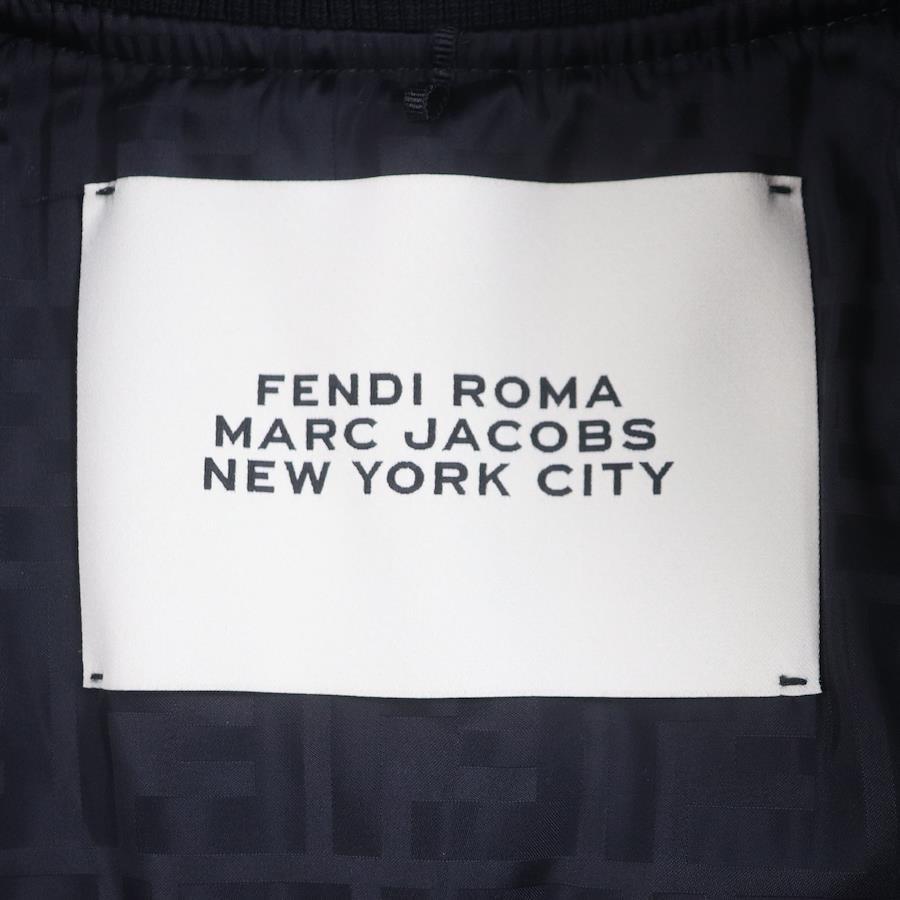 FENDI ROMA
MARC JACOBS
NEW YORK CITY